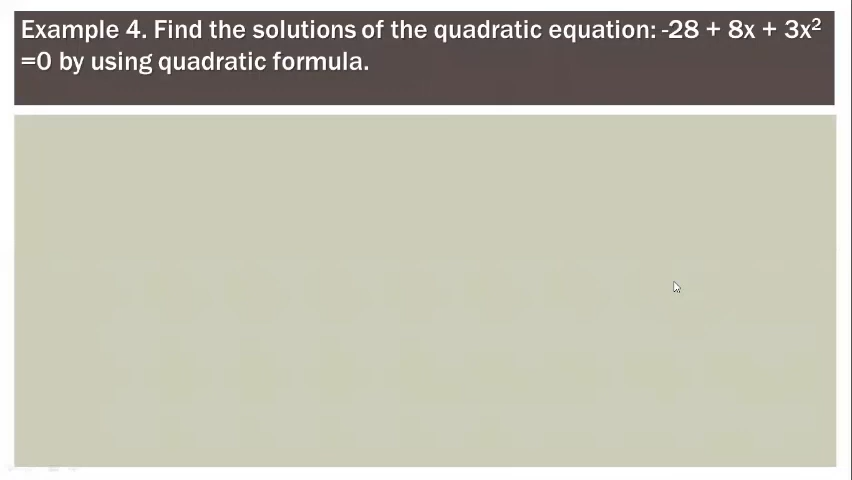 Example 4. Find the solutions of the quadratic equation: -28 + 8x + 3x²
=0 by using quadratic formula.